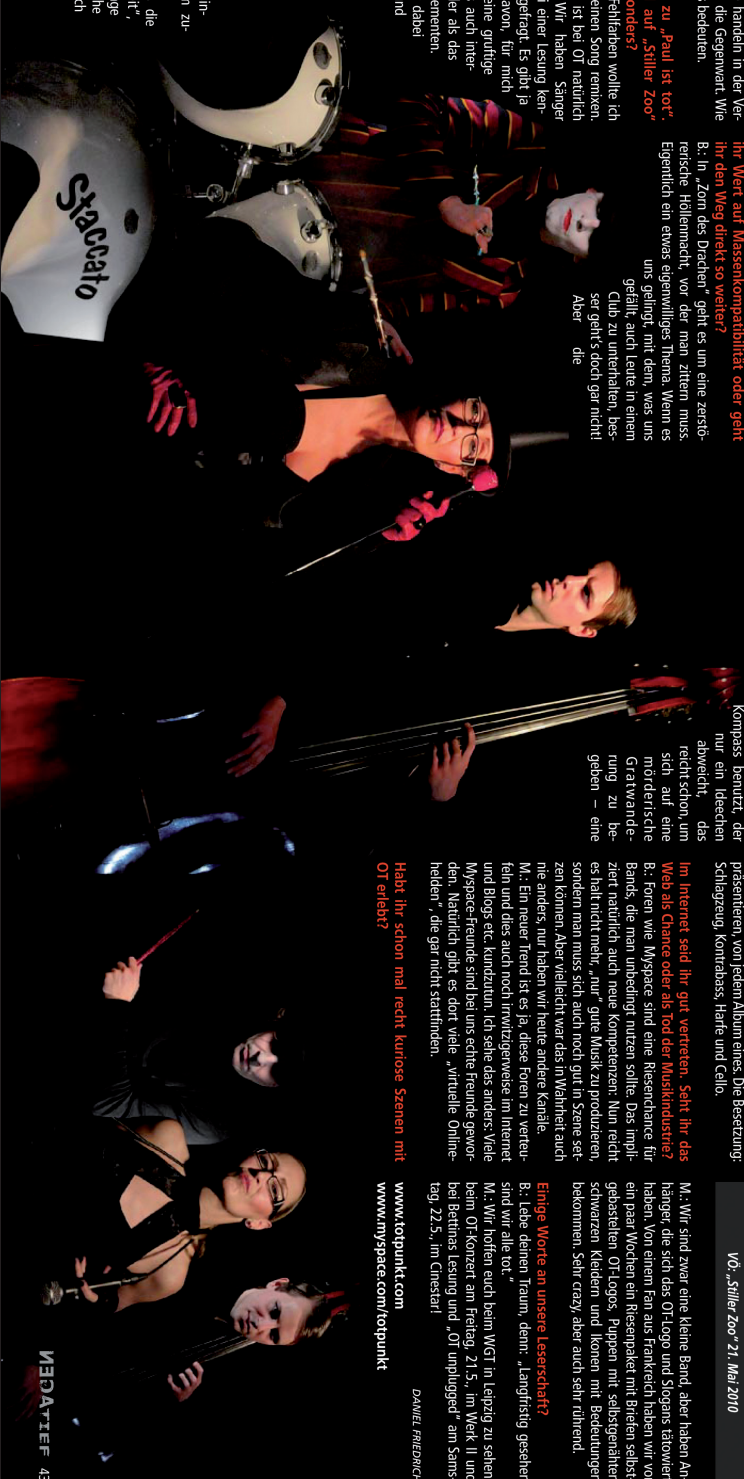 handeln in der Ver-
die Gegenwart. Wie
bedeuten.
zu „Paul ist tot“.
auf „Stiller Zoo“
onders?
Fehlfarben wollte ich
einen Song remixen.
ist bei OT natürlich
Wir haben Sänger
i einer Lesung ken-
gefragt. Es gibt ja
avon, für mich
eine gruftige
auch inter-
er als das
dabei
ementen.
nd
in-
n zu-
die
it“,
ge
he
ch
ihr Wert auf Massenkompatibilität oder geht
ihr den Weg direkt so weiter?
B.: In „Zorn des Drachen“ geht es um eine zerstö-
rerische Höllenmacht, vor der man zittern muss.
Eigentlich ein etwas eigenwilliges Thema. Wenn es
uns gelingt, mit dem, was uns
gefällt, auch Leute in einem
Club zu unterhalten, bes-
ser geht's doch gar nicht!
Aber die
Kompass benutzt, der
nur ein Ideechen
abweicht, das
reicht schon, um
sich auf eine
mörderische
Gratwande-
rung zu be-
geben – eine
präsentieren, von jedem Album eines. Die Besetzung:
Schlagzeug, Kontrabass, Harfe und Cello.
Im Internet seid ihr gut vertreten. Seht ihr das
Web als Chance oder als Tod der Musikindustrie?
B.: Foren wie Myspace sind eine Riesenchance für
Bands, die man unbedingt nutzen sollte. Das impli-
ziert natürlich auch neue Kompetenzen: Nun reicht
es halt nicht mehr, „nur“ gute Musik zu produzieren,
sondern man muss sich auch noch gut in Szene set-
zen können. Aber vielleicht war das in Wahrheit auch
nie anders, nur haben wir heute andere Kanäle.
M.: Ein neuer Trend ist es ja, diese Foren zu verteu-
feln und dies auch noch irrwitzigerweise im Internet
und Blogs etc. kundzutun. Ich sehe das anders: Viele
Myspace-Freunde sind bei uns echte Freunde gewor-
den. Natürlich gibt es dort viele „virtuelle Online-
helden“, die gar nicht stattfinden.
Habt ihr schon mal recht kuriose Szenen mit
OT erlebt?
VÖ: „Stiller Zoo“ 21. Mai 2010
M.: Wir sind zwar eine kleine Band, aber haben An
hänger, die sich das OT-Logo und Slogans tätowier
haben. Von einem Fan aus Frankreich haben wir vo
ein paar Wochen ein Riesenpaket mit Briefen selbst
gebastelten OT-Logos, Puppen mit selbstgenähten
schwarzen Kleidern und Ikonen mit Bedeutungen
bekommen. Sehr crazy, aber auch sehr rührend.
Einige Worte an unsere Leserschaft?
B.: Lebe deinen Traum, denn: „Langfristig gesehen
sind wir alle tot.“
M.: Wir hoffen euch beim WGT in Leipzig zu sehen
beim OT-Konzert am Freitag, 21.5., im Werk II und
bei Bettinas Lesung und „OT unplugged“ am Sams-
tag, 22.5., im Cinestar!
DANIEL FRIEDRICH
www.totpunkt.com
www.myspace.com/totpunkt
Staccato
NEGATIEF 43